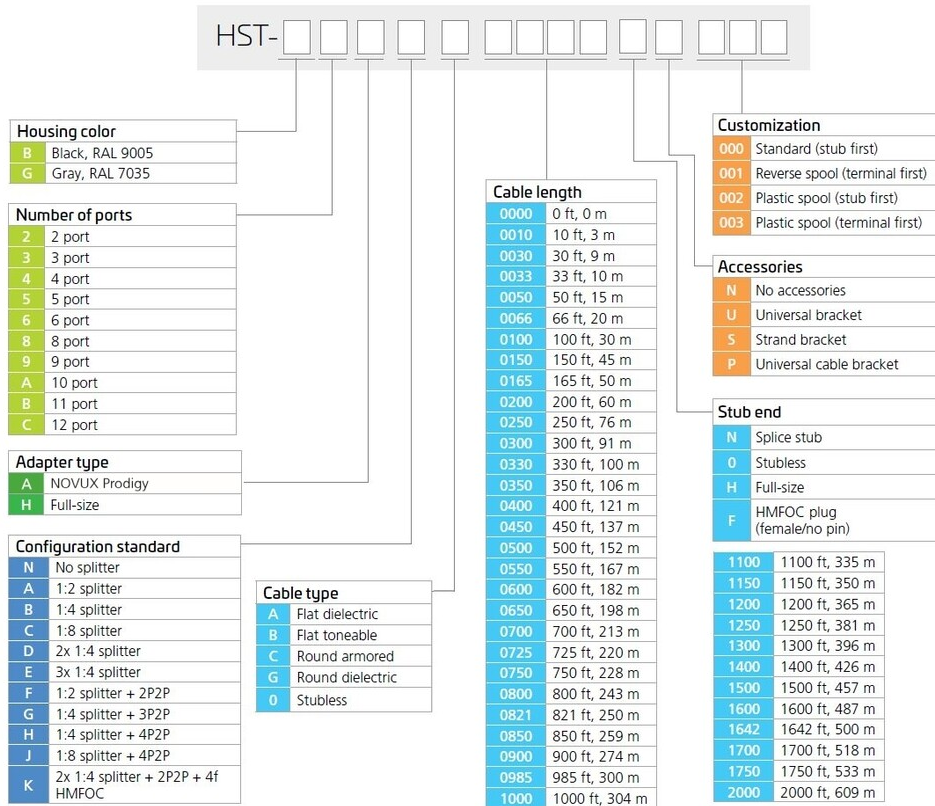 HST-
Housing color
B Black, RAL 9005
G Gray, RAL 7035
Number of ports
2 2 port
3 3 port
4 4 port
5 5 port
6 6 port
8 8 port
9 9 port
A 10 port
B 11 port
C 12 port
Adapter type
A NOVUX Prodigy
H Full-size
Configuration standard
N No splitter
A 1:2 splitter
B 1:4 splitter
C 1:8 splitter
D 2x 1:4 splitter
E 3x 1:4 splitter
F 1:2 splitter + 2P2P
G 1:4 splitter + 3P2P
H 1:4 splitter + 4P2P
J 1:8 splitter + 4P2P
K 2x 1:4 splitter + 2P2P + 4f
HMFOC
Cable type
A Flat dielectric
B Flat toneable
C Round armored
G Round dielectric
0 Stubless
Cable length
0000 0 ft, 0 m
0010 10 ft, 3 m
0030 30 ft, 9 m
0033 33 ft, 10 m
0050 50 ft, 15 m
0066 66 ft, 20 m
0100 100 ft, 30 m
0150 150 ft, 45 m
0165 165 ft, 50 m
0200 200 ft, 60 m
0250 250 ft, 76 m
0300 300 ft, 91 m
0330 330 ft, 100 m
0350 350 ft, 106 m
0400 400 ft, 121 m
0450 450 ft, 137 m
0500 500 ft, 152 m
0550 550 ft, 167 m
0600 600 ft, 182 m
0650 650 ft, 198 m
0700 700 ft, 213 m
0725 725 ft, 220 m
0750 750 ft, 228 m
0800 800 ft, 243 m
0821 821 ft, 250 m
0850 850 ft, 259 m
0900 900 ft, 274 m
0985 985 ft, 300 m
1000 1000 ft, 304 m
1100 1100 ft, 335 m
1150 1150 ft, 350 m
1200 1200 ft, 365 m
1250 1250 ft, 381 m
1300 1300 ft, 396 m
1400 1400 ft, 426 m
1500 1500 ft, 457 m
1600 1600 ft, 487 m
1642 1642 ft, 500 m
1700 1700 ft, 518 m
1750 1750 ft, 533 m
2000 2000 ft, 609 m
Stub end
N Splice stub
0 Stubless
H Full-size
F HMFOC plug
(female/no pin)
Accessories
N No accessories
U Universal bracket
S Strand bracket
P Universal cable bracket
Customization
000 Standard (stub first)
001 Reverse spool (terminal first)
002 Plastic spool (stub first)
003 Plastic spool (terminal first)